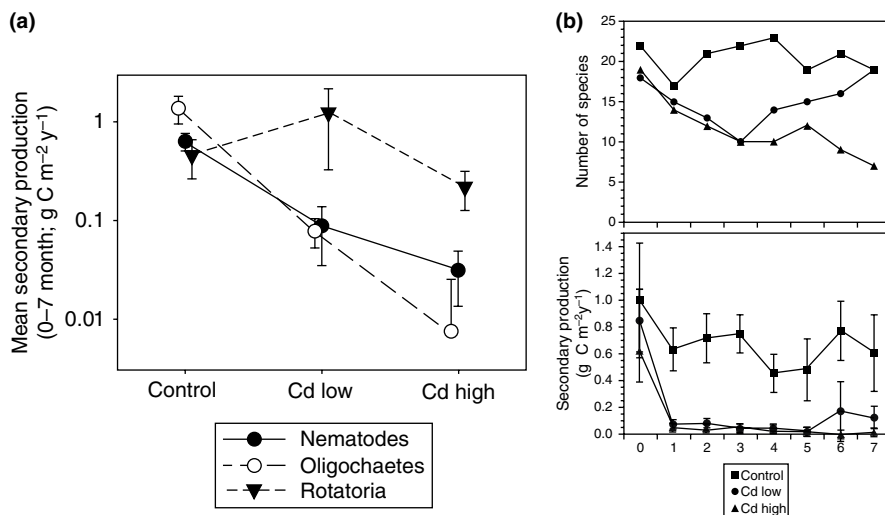 (a)
Mean secondary production
(0–7 month; g C m⁻² y⁻¹)
1
0.1
0.01
Control
Cd low
Cd high
Nematodes
Oligochaetes
Rotatoria
(b)
Number of species
25
20
15
10
5
0
Secondary production
(g C m⁻²y⁻¹)
1.4
1.2
1.0
0.8
0.6
0.4
0.2
0.0
0 1 2 3 4 5 6 7
Control
Cd low
Cd high